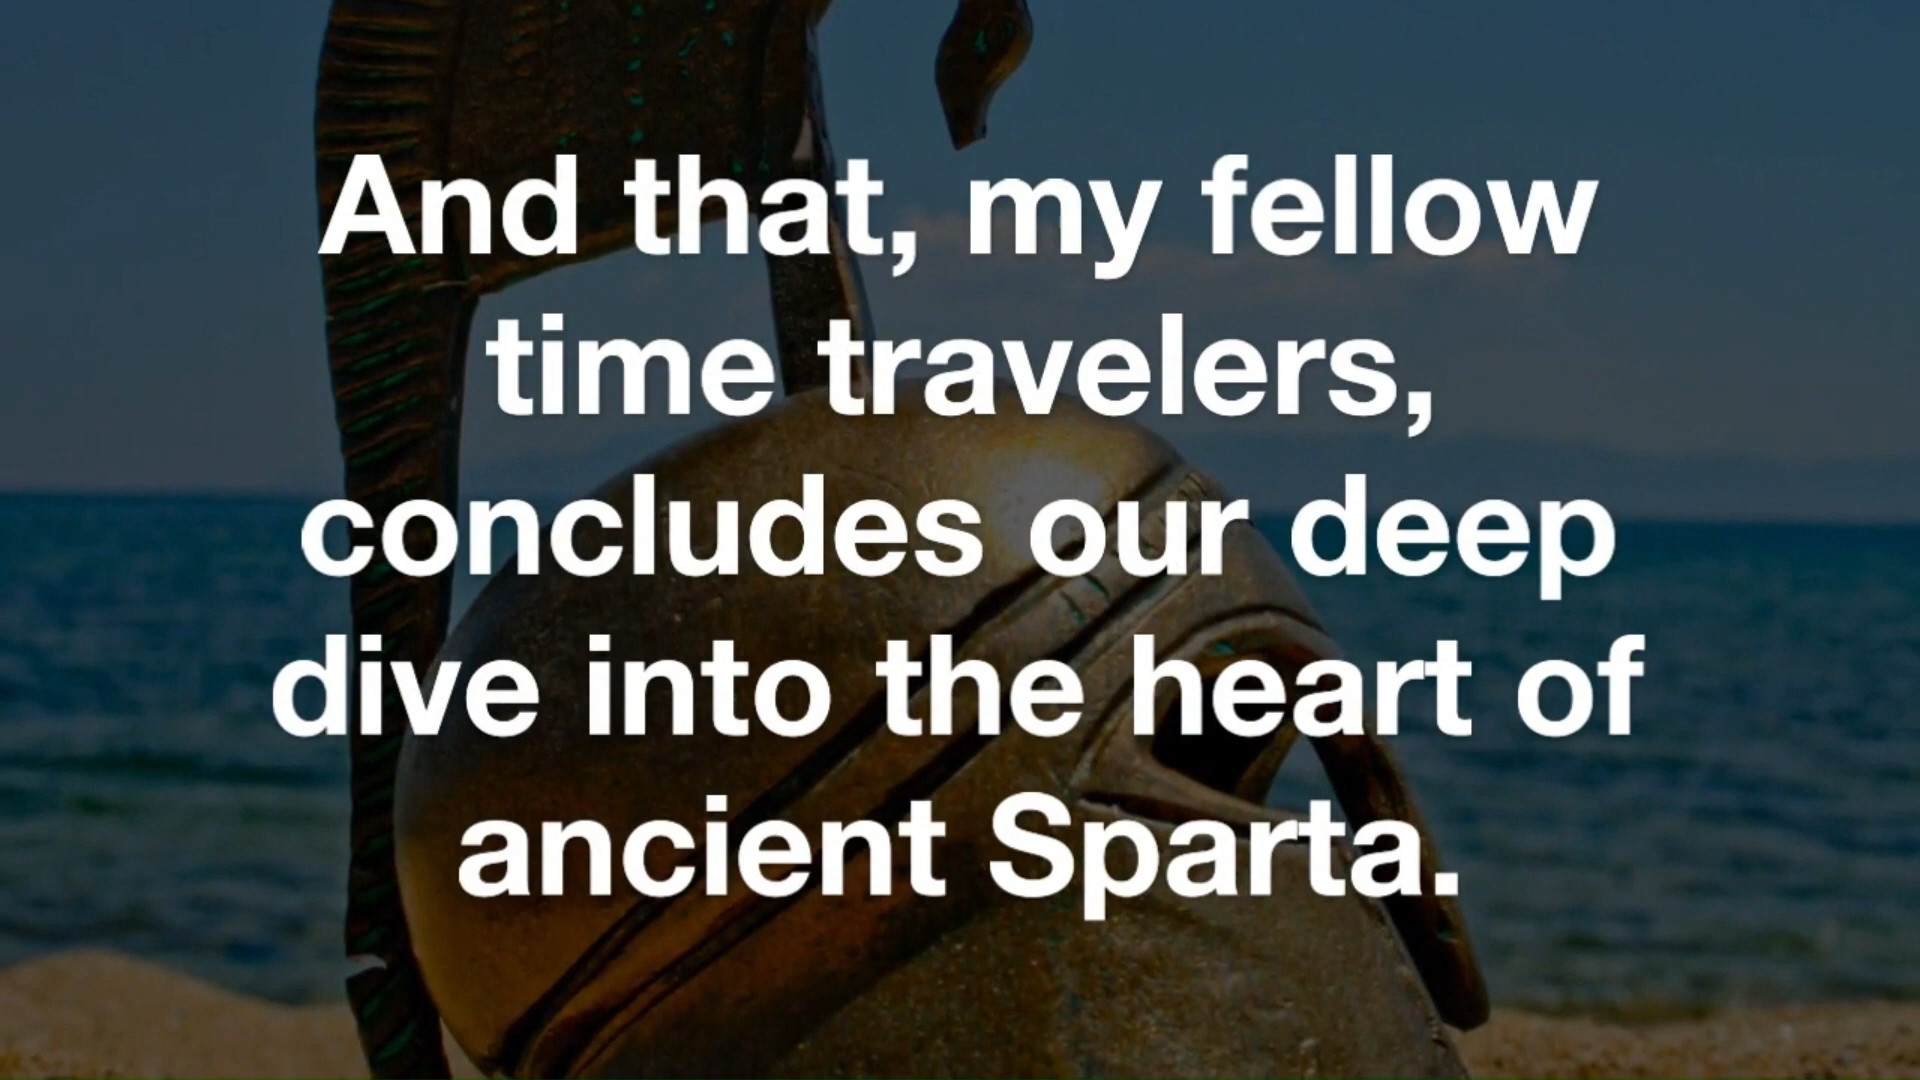 And that, my fellow
time travelers,
concludes our deep
dive into the heart of
ancient Sparta.